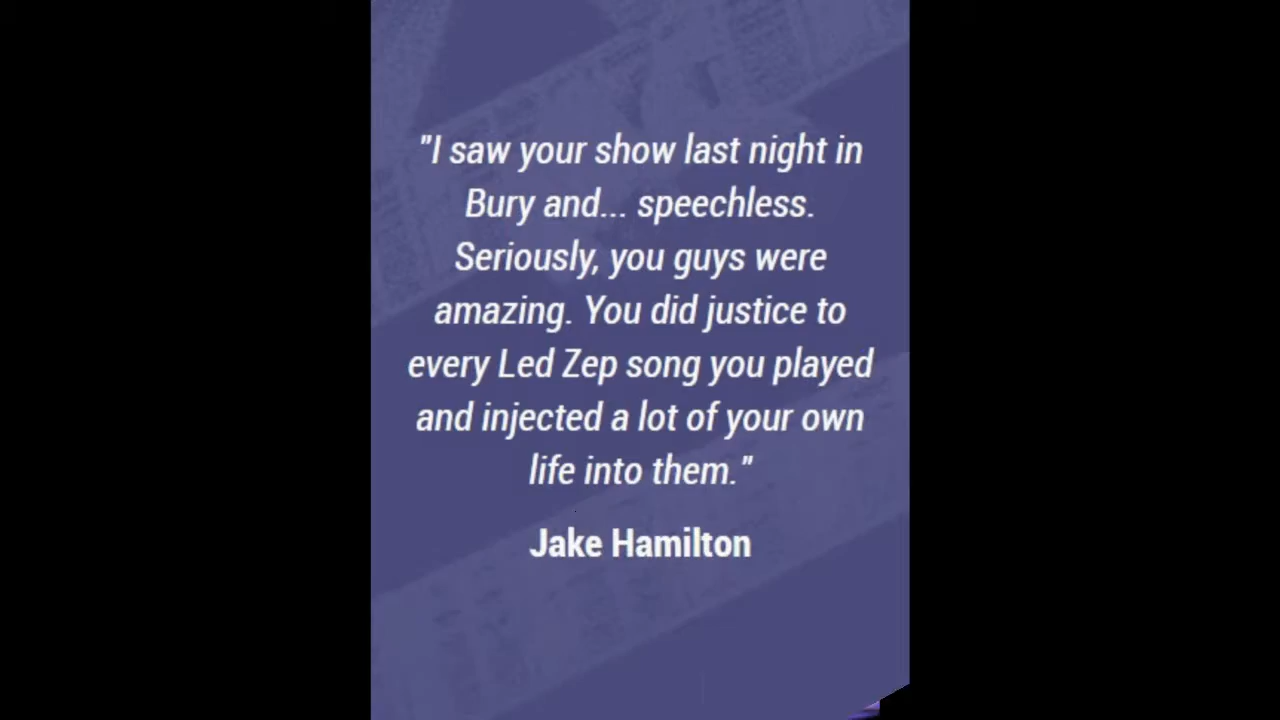 "I saw your show last night in
Bury and... speechless.
Seriously, you guys were
amazing. You did justice to
every Led Zep song you played
and injected a lot of your own
life into them."
Jake Hamilton